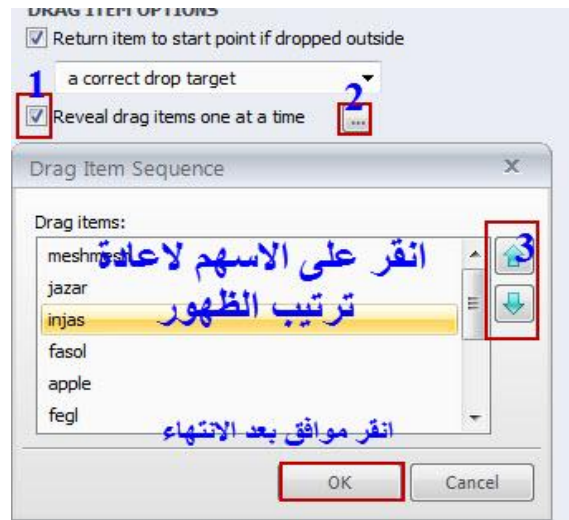 DRAG ITEM OPTIONS
Return item to start point if dropped outside
a correct drop target
1
2
Reveal drag items one at a time
...
Drag Item Sequence
x
Drag items:
3
meshmesh
انقر على الاسهم لاعادة
jazar
ترتيب الظهور
injas
fasol
apple
fegl
انقر موافق بعد الانتهاء
OK
Cancel